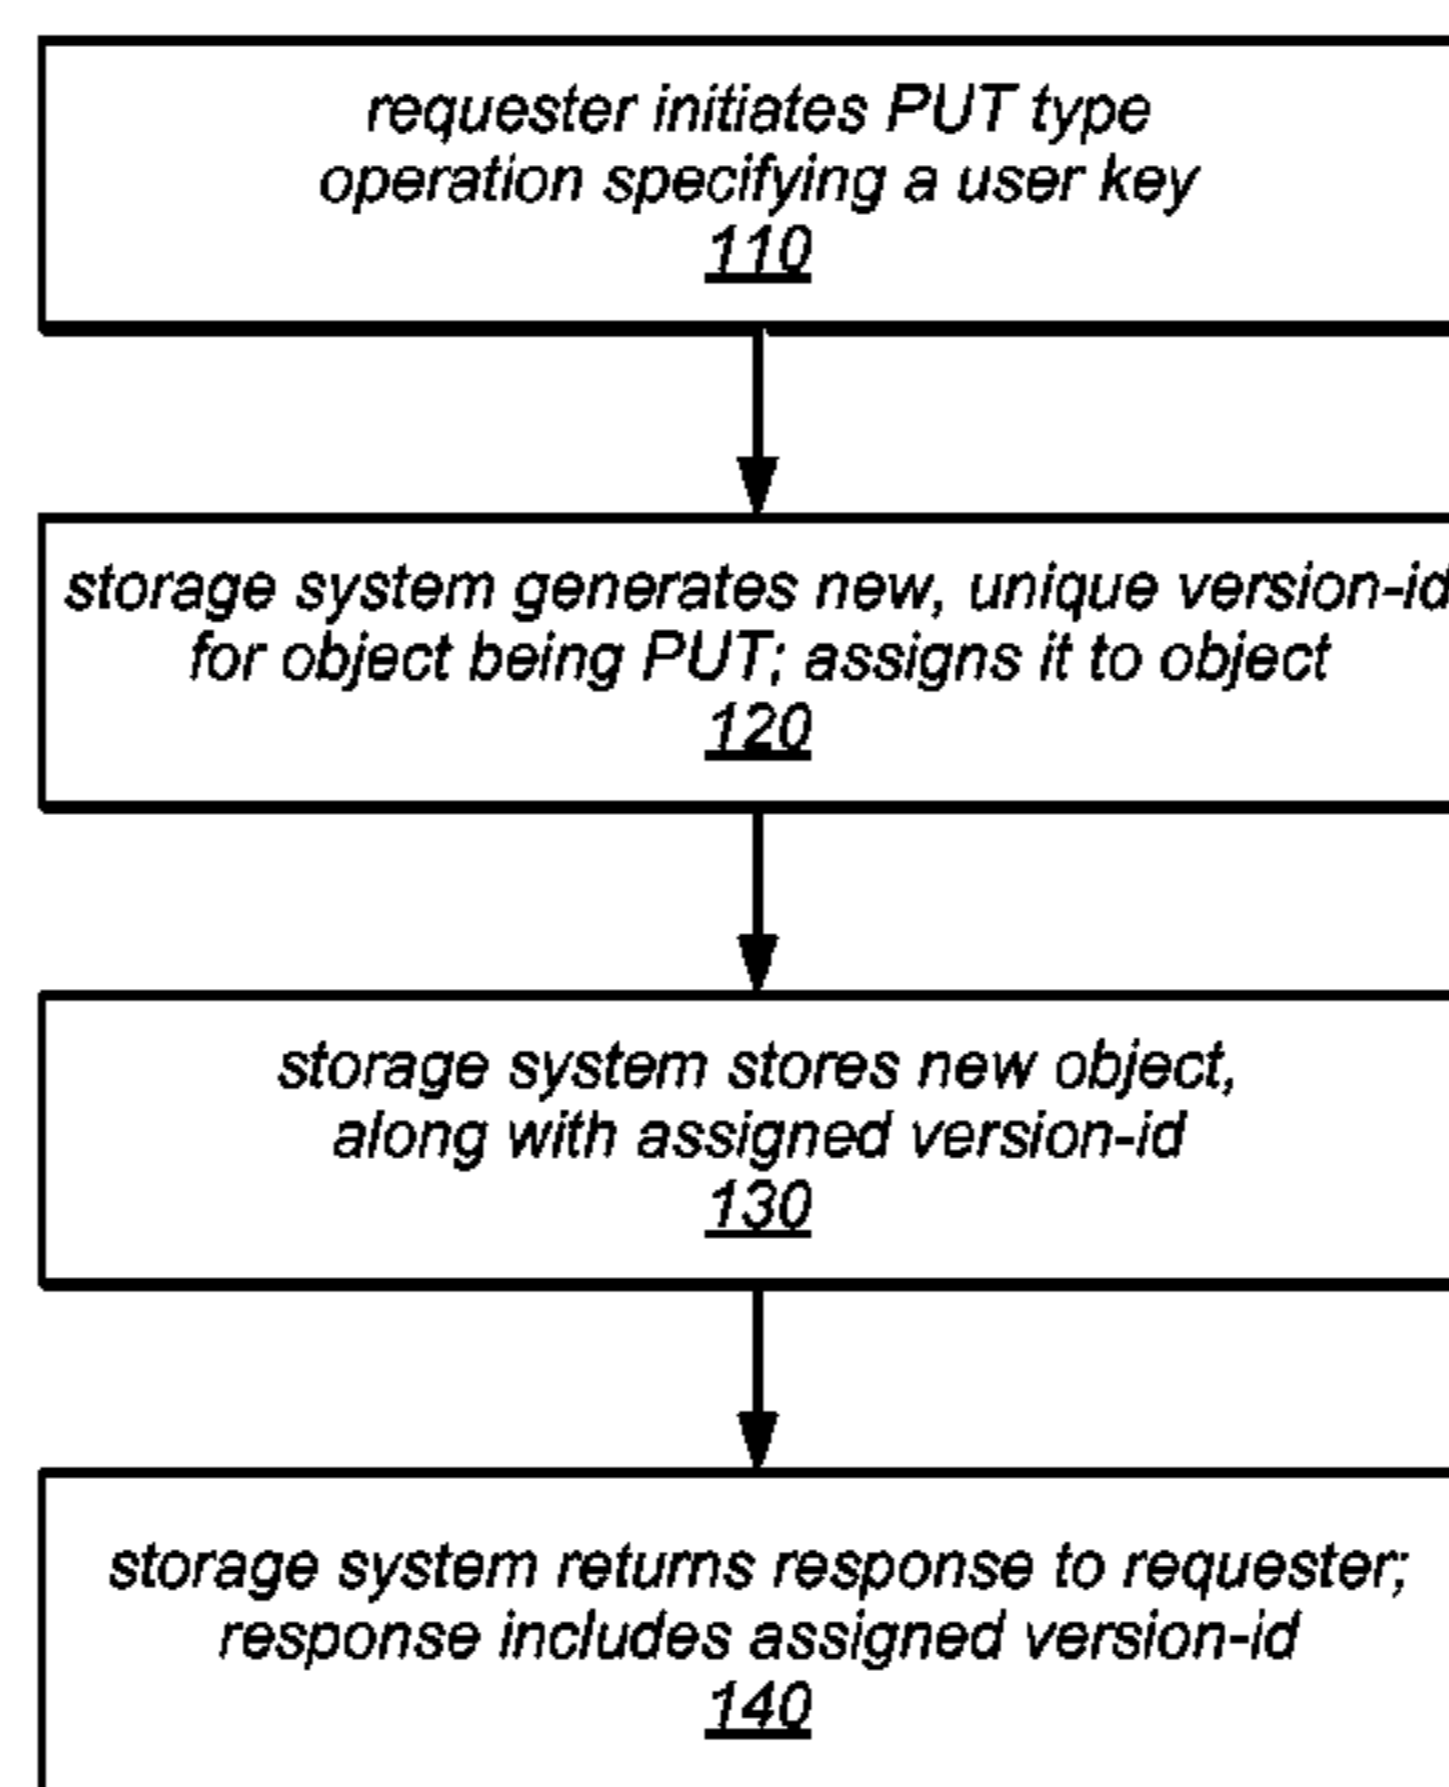 requester initiates PUT type
operation specifying a user key
110
storage system generates new, unique version-id
for object being PUT; assigns it to object
120
storage system stores new object,
along with assigned version-id
130
storage system returns response to requester;
response includes assigned version-id
140